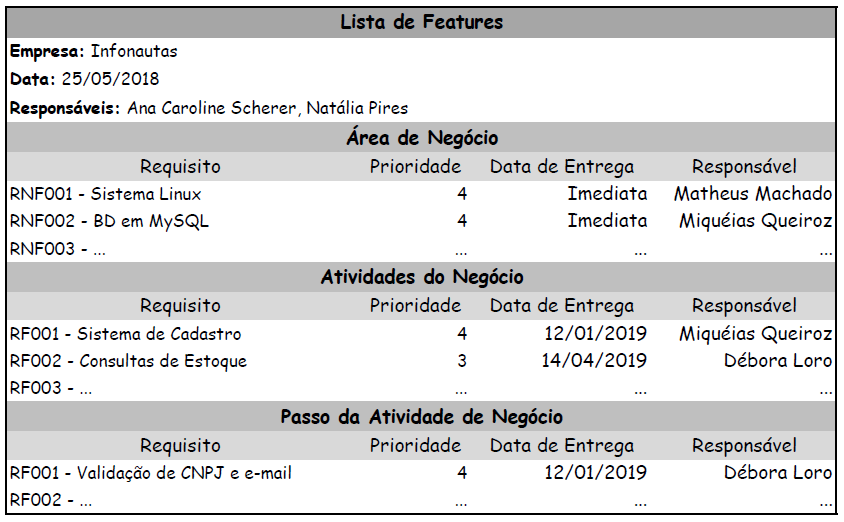 Lista de Features
Empresa: Infonautas
Data: 25/05/2018
Responsáveis: Ana Caroline Scherer, Natália Pires
Área de Negócio
Requisito Prioridade Data de Entrega Responsável
RNF001 - Sistema Linux 4 Imediata Matheus Machado
RNF002 - BD em MySQL 4 Imediata Miquéias Queiroz
RNF003 - ... ... ... ...
Atividades do Negócio
Requisito Prioridade Data de Entrega Responsável
RF001 - Sistema de Cadastro 4 12/01/2019 Miquéias Queiroz
RF002 - Consultas de Estoque 3 14/04/2019 Débora Loro
RF003 - ... ... ... ...
Passo da Atividade de Negócio
Requisito Prioridade Data de Entrega Responsável
RF001 - Validação de CNPJ e e-mail 4 12/01/2019 Débora Loro
RF002 - ... ... ... ...